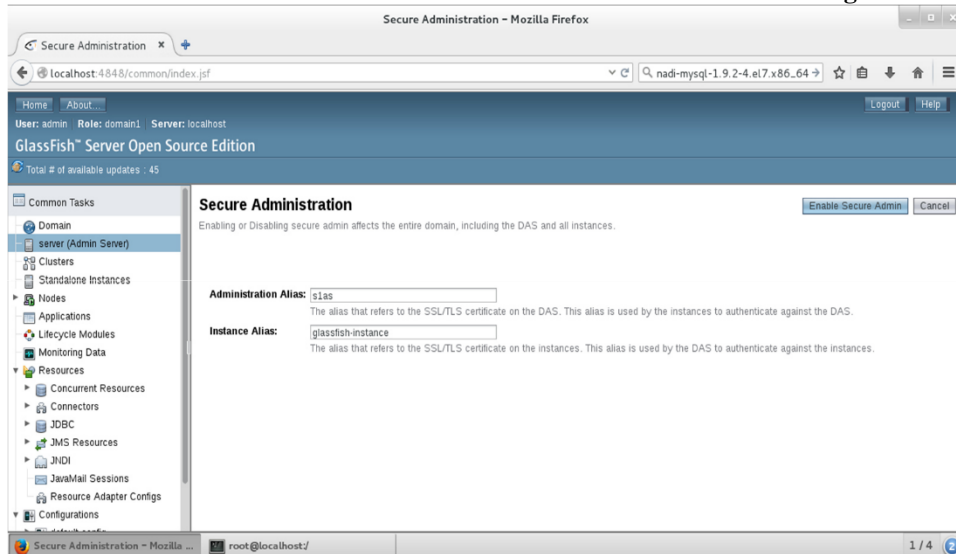 Secure Administration - Mozilla Firefox
Secure Administration ×
localhost:4848/common/index.jsf
nadi-mysql-1.9.2-4.el7.x86_64
Home About... Logout Help
User: admin Role: domain1 Server: localhost
GlassFish™ Server Open Source Edition
Total # of available updates : 45
Common Tasks
Domain
server (Admin Server)
Clusters
Standalone Instances
Nodes
Applications
Lifecycle Modules
Monitoring Data
Resources
Concurrent Resources
Connectors
JDBC
JMS Resources
JNDI
JavaMail Sessions
Resource Adapter Configs
Configurations
Secure Administration
Enable Secure Admin Cancel
Enabling or Disabling secure admin affects the entire domain, including the DAS and all instances.
Administration Alias: s1as
The alias that refers to the SSL/TLS certificate on the DAS. This alias is used by the instances to authenticate against the DAS.
Instance Alias: glassfish-instance
The alias that refers to the SSL/TLS certificate on the instances. This alias is used by the DAS to authenticate against the instances.
Secure Administration - Mozilla ... root@localhost:/ 1 / 4 2